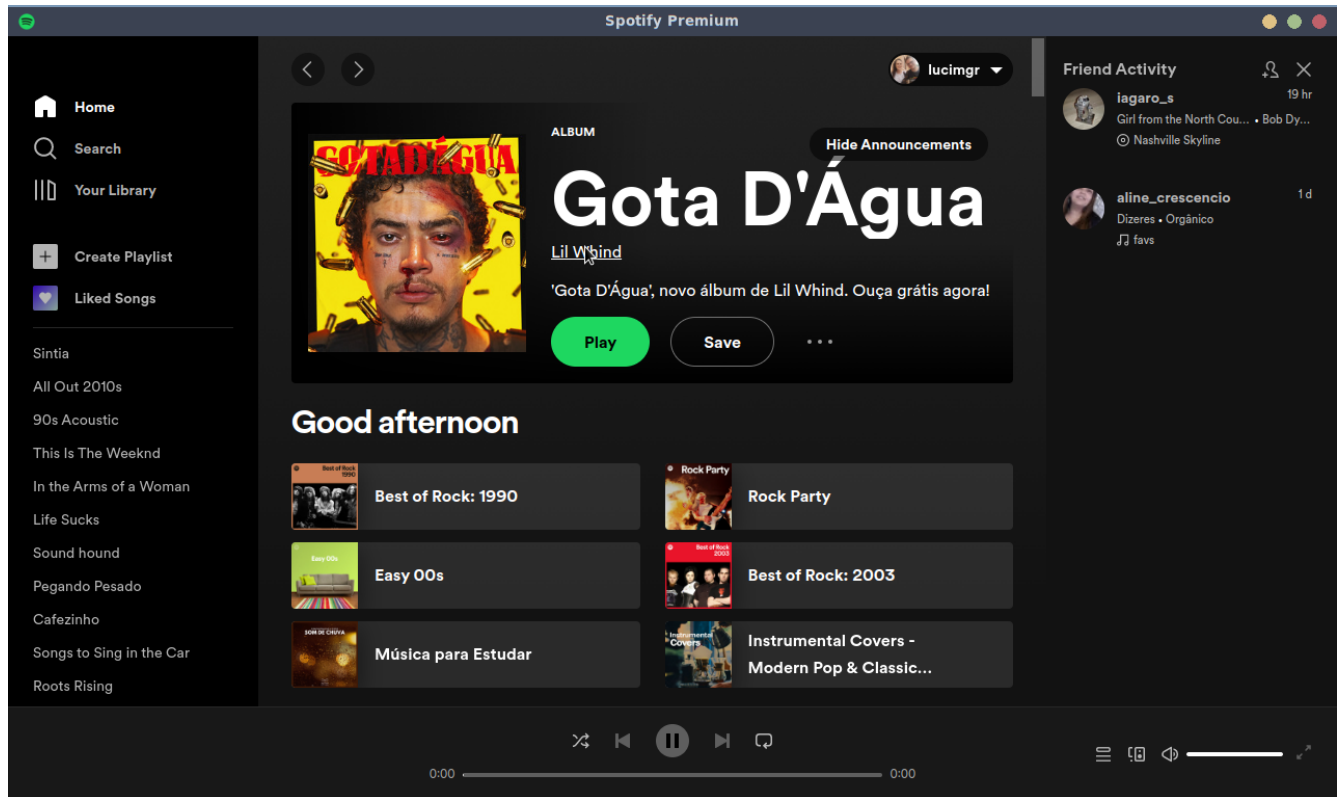 Spotify Premium
Home
Search
Your Library
Create Playlist
Liked Songs
Sintia
All Out 2010s
90s Acoustic
This Is The Weeknd
In the Arms of a Woman
Life Sucks
Sound hound
Pegando Pesado
Cafezinho
Songs to Sing in the Car
Roots Rising
lucimgr
GOTA D'ÁGUA
ALBUM
Hide Announcements
Gota D'Água
Lil Whind
'Gota D'Água', novo álbum de Lil Whind. Ouça grátis agora!
Play
Save
Good afternoon
Best of Rock
1990
Best of Rock: 1990
Rock Party
Rock Party
Easy 00s
Easy 00s
Best of Rock
2003
Best of Rock: 2003
SOM DE CHUVA
Música para Estudar
Instrumental
Covers
Instrumental Covers -
Modern Pop & Classic...
Friend Activity
iagaro_s
19 hr
Girl from the North Cou... • Bob Dy...
Nashville Skyline
aline_crescencio
1 d
Dizeres • Orgânico
favs
0:00
0:00